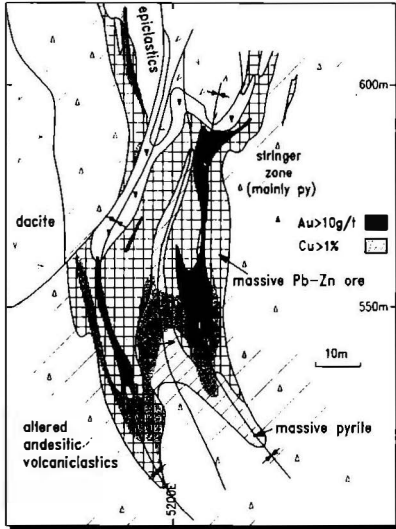 epiclastics
600m
stringer
zone
(mainly py)
Au>10g/t
Cu>1%
dacite
massive Pb-Zn ore
550m
10m
massive pyrite
altered
andesitic
volcaniclastics
5200E